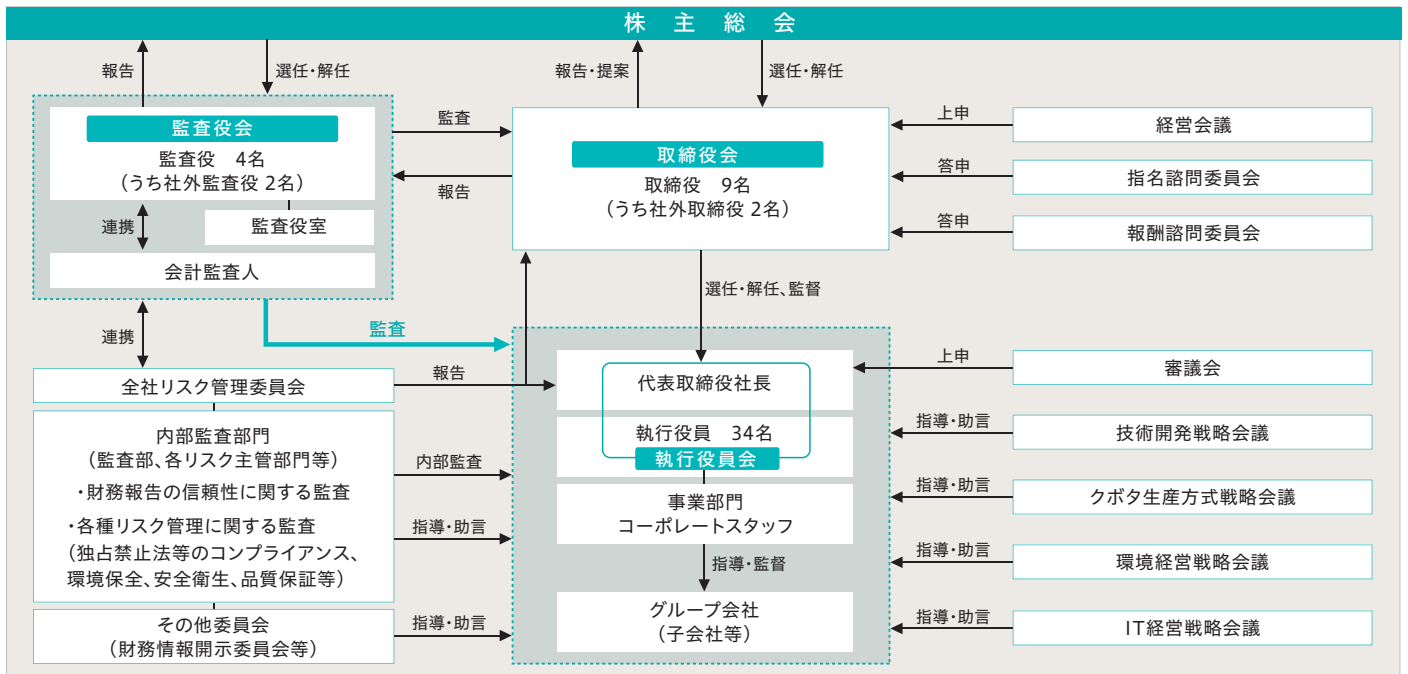 株主総会
報告
選任・解任
報告・提案
選任・解任
監査役会
監査役 4名
(うち社外監査役 2名)
連携
監査役室
会計監査人
監査
報告
取締役会
取締役 9名
(うち社外取締役 2名)
上申
経営会議
答申
指名諮問委員会
答申
報酬諮問委員会
選任・解任、監督
連携
監査
全社リスク管理委員会
報告
内部監査部門
(監査部、各リスク主管部門等)
・財務報告の信頼性に関する監査
・各種リスク管理に関する監査
(独占禁止法等のコンプライアンス、
環境保全、安全衛生、品質保証等)
内部監査
指導・助言
その他委員会
(財務情報開示委員会等)
指導・助言
代表取締役社長
執行役員 34名
執行役員会
事業部門
コーポレートスタッフ
指導・監督
グループ会社
(子会社等)
上申
審議会
指導・助言
技術開発戦略会議
指導・助言
クボタ生産方式戦略会議
指導・助言
環境経営戦略会議
指導・助言
IT経営戦略会議